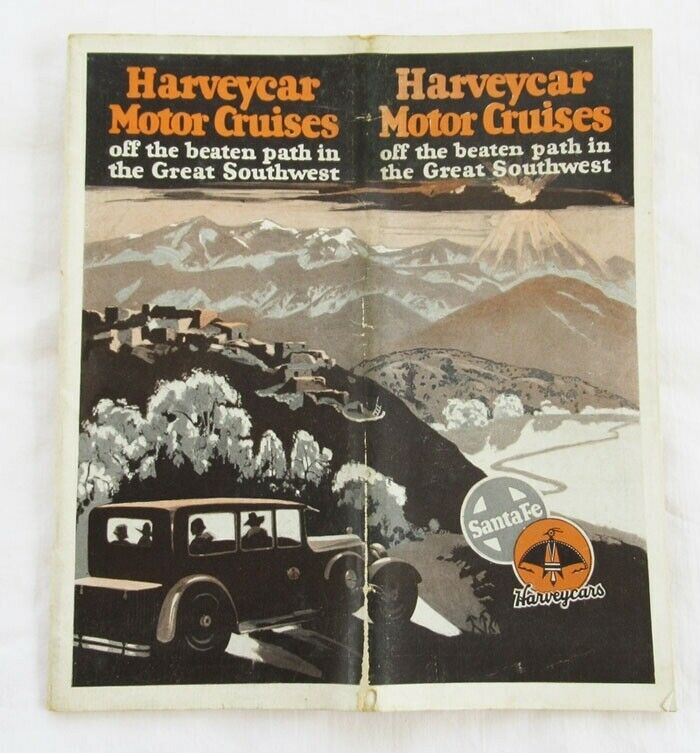 Harveycar
Motor Cruises
off the beaten path in
the Great Southwest
Harveycar
Motor Cruises
off the beaten path in
the Great Southwest
Santa Fe
Harveycars